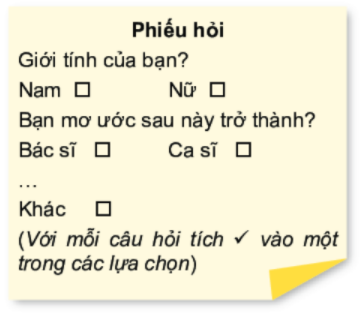 Phiếu hỏi
Giới tính của bạn?
Nam ☐ Nữ ☐
Bạn mơ ước sau này trở thành?
Bác sĩ ☐ Ca sĩ ☐
...
Khác ☐
(Với mỗi câu hỏi tích ✓ vào một
trong các lựa chọn)